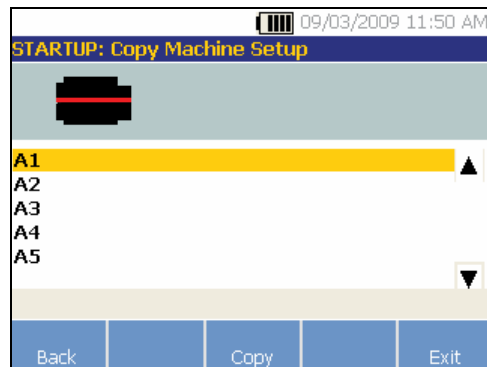 09/03/2009 11:50 AM
STARTUP: Copy Machine Setup
A1
A2
A3
A4
A5
Back Copy Exit